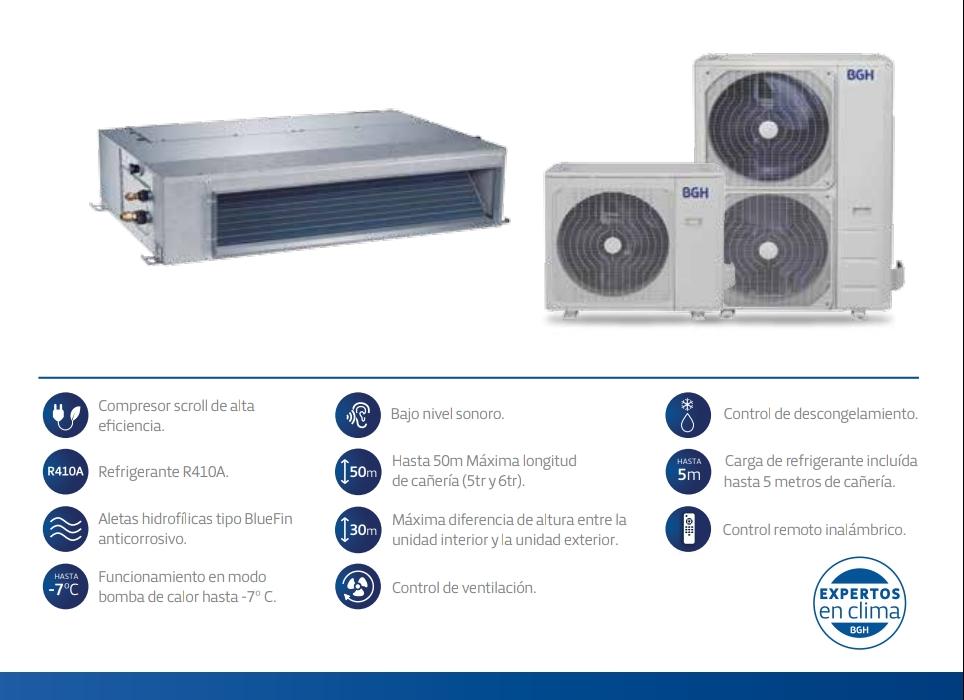 BGH
BGH
Compresor scroll de alta
eficiencia.
R410A
Refrigerante R410A.
Aletas hidrofílicas tipo BlueFin
anticorrosivo.
HASTA
-7°C
Funcionamiento en modo
bomba de calor hasta -7° C.
Bajo nivel sonoro.
50m
Hasta 50m Máxima longitud
de cañería (5tr y 6tr).
30m
Máxima diferencia de altura entre la
unidad interior y la unidad exterior.
Control de ventilación.
Control de descongelamiento.
HASTA
5m
Carga de refrigerante incluída
hasta 5 metros de cañería.
Control remoto inalámbrico.
EXPERTOS
en clima
BGH